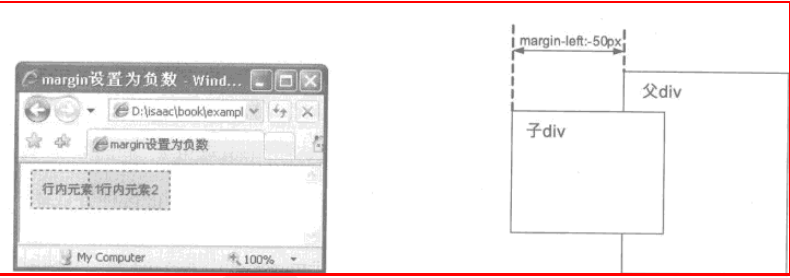 margin设置为负数 - Wind...
D:\isaac\book\exampl
margin设置为负数
行内元素1行内元素2
My Computer
100%
margin-left:-50px
父div
子div